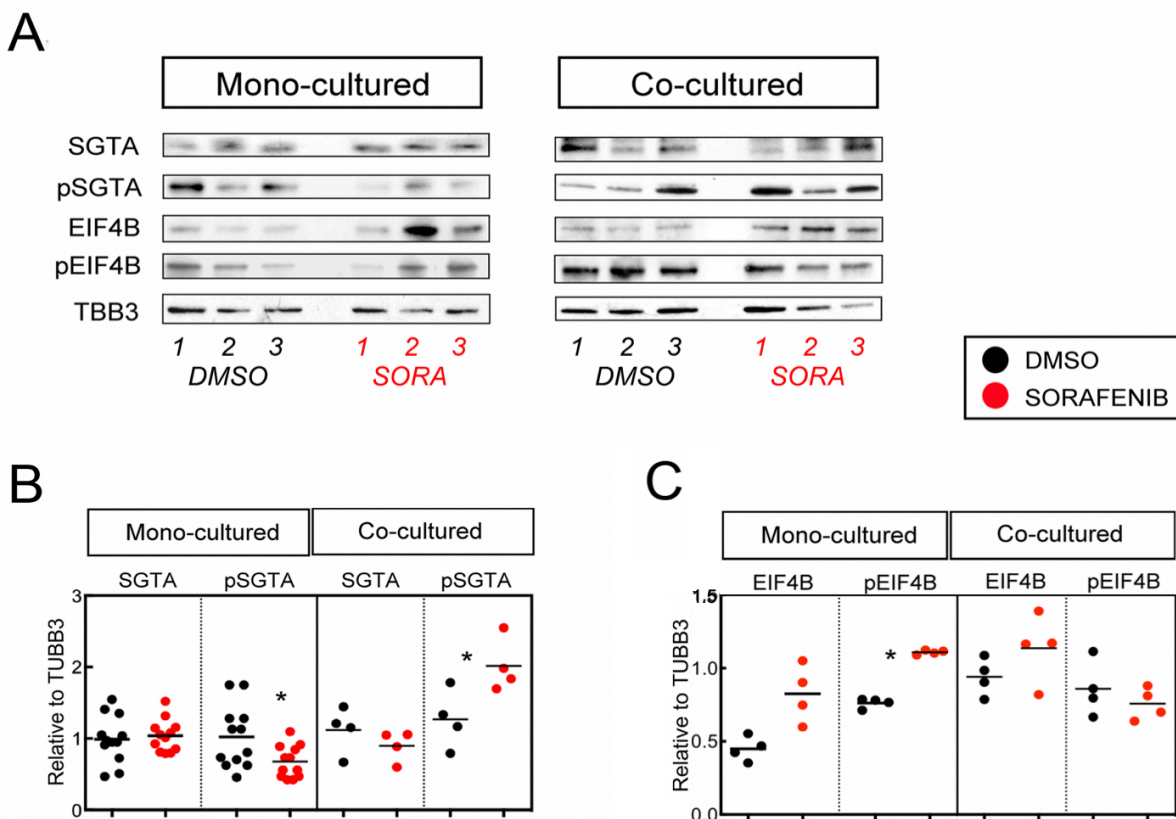 A
Mono-cultured Co-cultured
SGTA
pSGTA
EIF4B
pEIF4B
TBB3
1 2 3 1 2 3 1 2 3 1 2 3
DMSO SORA DMSO SORA
DMSO
SORAFENIB
B
Mono-cultured Co-cultured
SGTA pSGTA SGTA pSGTA
Relative to TUBB3
3
2
1
0
*
*
C
Mono-cultured Co-cultured
EIF4B pEIF4B EIF4B pEIF4B
Relative to TUBB3
1.5
1.0
0.5
0.0
*